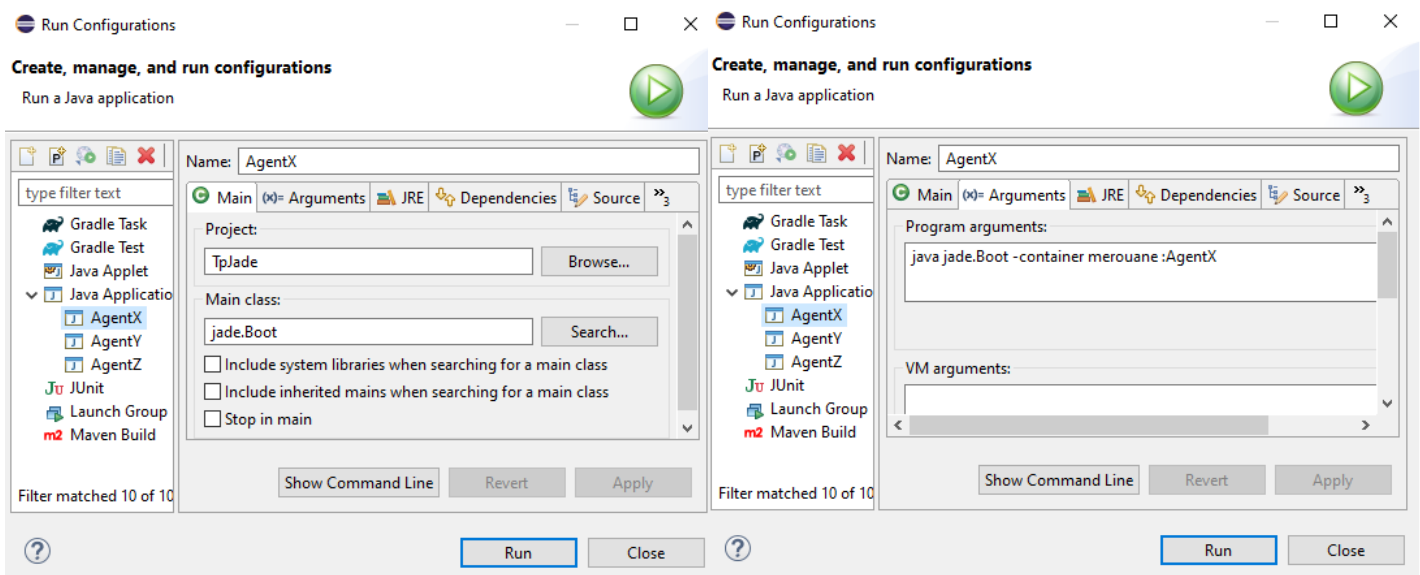 Run Configurations
Create, manage, and run configurations
Run a Java application
type filter text
Gradle Task
Gradle Test
Java Applet
Java Applicatio
AgentX
AgentY
AgentZ
JUnit
Launch Group
m2 Maven Build
Filter matched 10 of 10
Name: AgentX
Main (x)= Arguments JRE Dependencies Source »3
Project:
TpJade Browse...
Main class:
jade.Boot Search...
Include system libraries when searching for a main class
Include inherited mains when searching for a main class
Stop in main
Show Command Line Revert Apply
Run Close
Run Configurations
Create, manage, and run configurations
Run a Java application
type filter text
Gradle Task
Gradle Test
Java Applet
Java Applicatio
AgentX
AgentY
AgentZ
JUnit
Launch Group
m2 Maven Build
Filter matched 10 of 10
Name: AgentX
Main (x)= Arguments JRE Dependencies Source »3
Program arguments:
java jade.Boot -container merouane :AgentX
VM arguments:
Show Command Line Revert Apply
Run Close